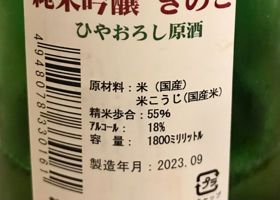 純米吟醸 きのこ
ひやおろし原酒
原材料：米（国産）
米こうじ（国産米）
精米歩合：55%
アルコール： 18%
容 量： 1800ミリリットル
製造年月：2023.09
4948078330161